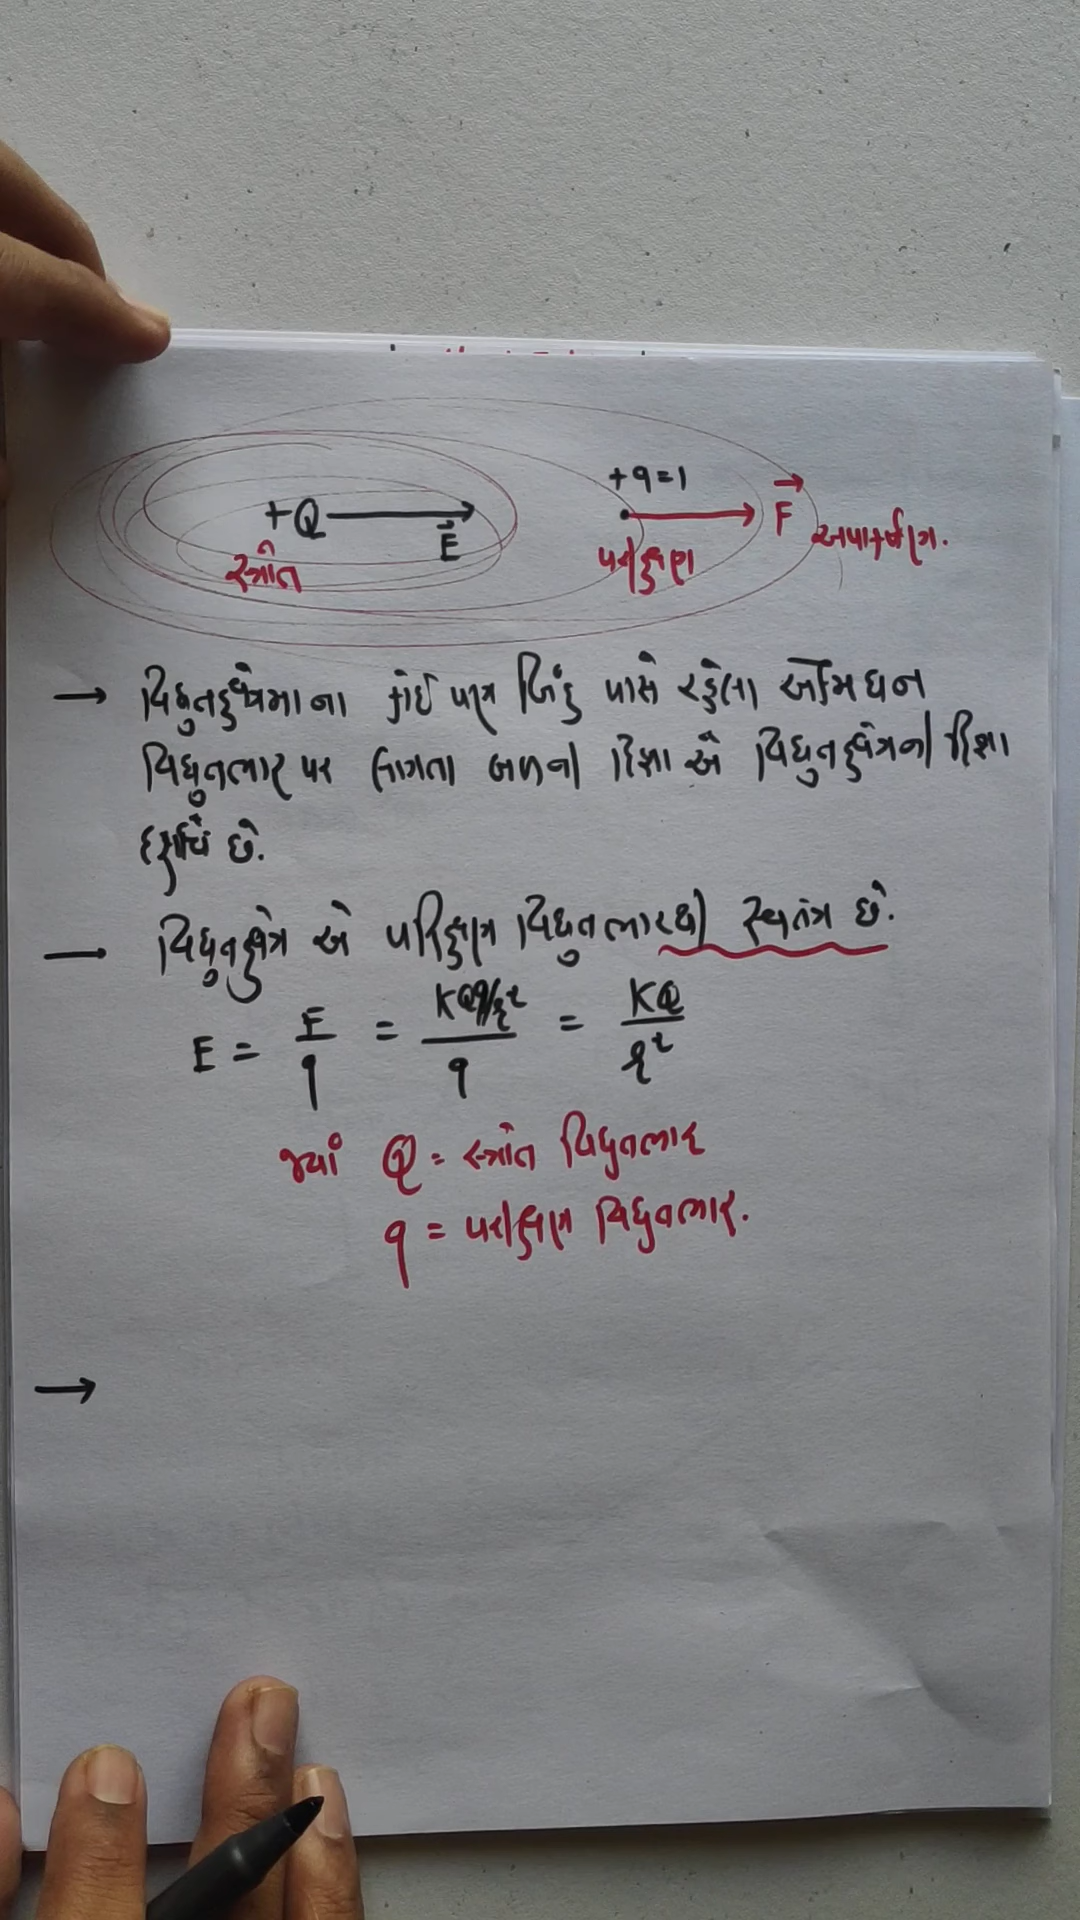 +q=1
+Q
E
F
અપાકર્ષણ.
સ્ત્રોત
પરીક્ષણ
→ વિધુતક્ષેત્રમાના કોઈ પણ બિંદુ પાસે રહેલા એકમ ધન
વિધુતભાર પર લાગતા બળની દિશા એ વિધુતક્ષેત્રની દિશા
દર્શાવે છે.
— વિધુતક્ષેત્ર એ પરિક્ષણ વિધુતભારથી સ્વતંત્ર છે.
E = F/q = (KQq/r²)/q = KQ/r²
જ્યાં Q = સ્ત્રોત વિધુતભાર
q = પરીક્ષણ વિધુતભાર.
→